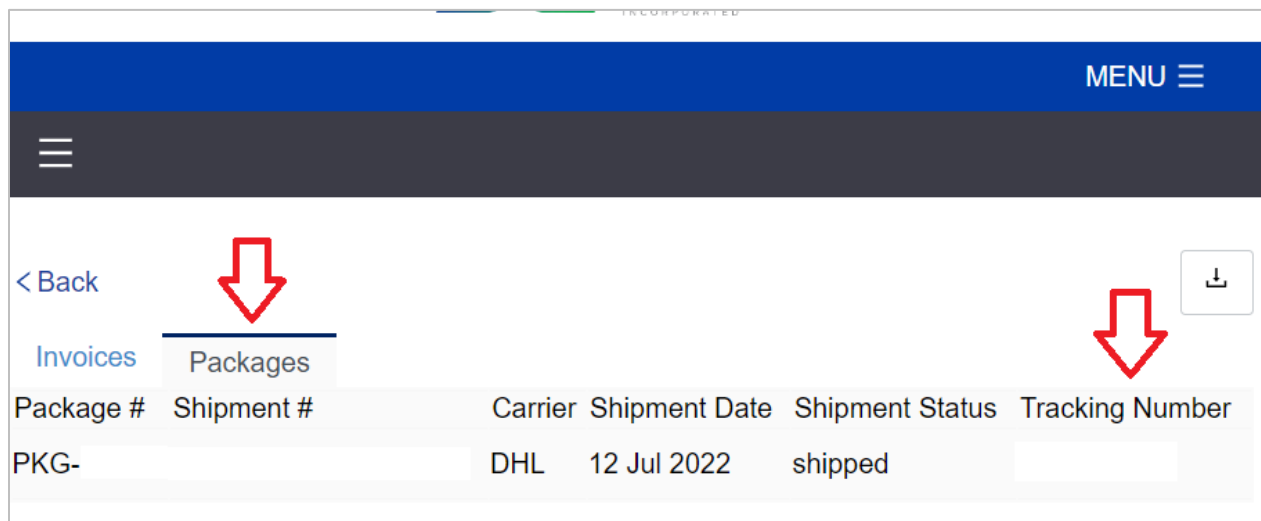 INCORPORATED
MENU
< Back
Invoices Packages
Package # Shipment # Carrier Shipment Date Shipment Status Tracking Number
PKG- DHL 12 Jul 2022 shipped